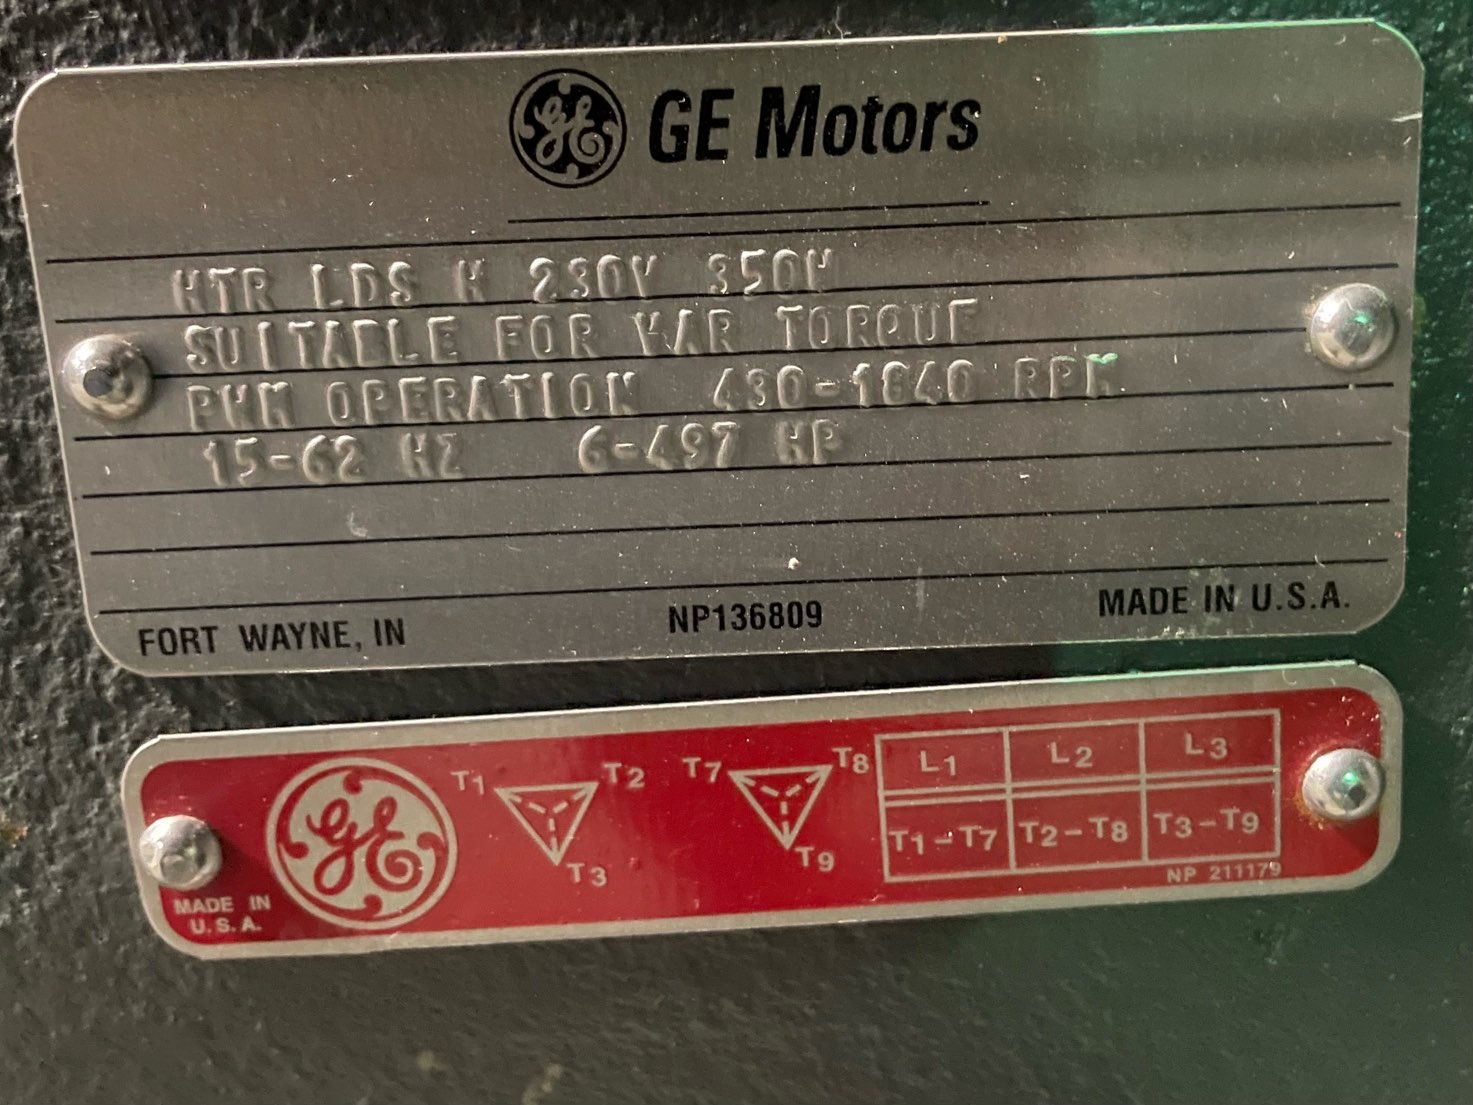 GE GE Motors
HTR LDS H 230V 350W
SUITABLE FOR VAR TORQUE
PWM OPERATION 430-1840 RPM
15-62 HZ 6-497 HP
FORT WAYNE, IN NP136809 MADE IN U.S.A.
GE
MADE IN
U.S.A.
T1 T2
T3
T7 T8
T9
L1 L2 L3
T1-T7 T2-T8 T3-T9
NP 211179